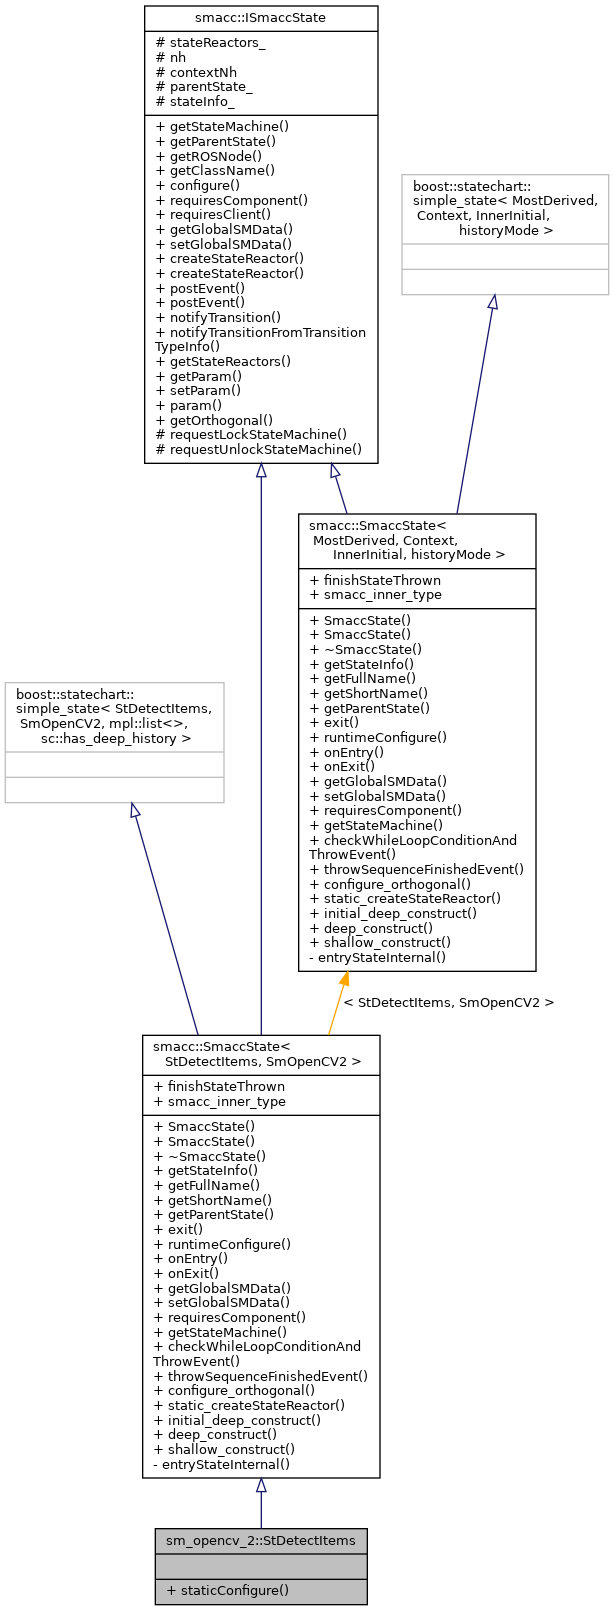 smacc::ISmaccState
# stateReactors_
# nh
# contextNh
# parentState_
# stateInfo_
+ getStateMachine()
+ getParentState()
+ getROSNode()
+ getClassName()
+ configure()
+ requiresComponent()
+ requiresClient()
+ getGlobalSMData()
+ setGlobalSMData()
+ createStateReactor()
+ createStateReactor()
+ postEvent()
+ postEvent()
+ notifyTransition()
+ notifyTransitionFromTransition
TypeInfo()
+ getStateReactors()
+ getParam()
+ setParam()
+ param()
+ getOrthogonal()
# requestLockStateMachine()
# requestUnlockStateMachine()
boost::statechart::
simple_state< MostDerived,
Context, InnerInitial,
historyMode >
smacc::SmaccState<
MostDerived, Context,
InnerInitial, historyMode >
+ finishStateThrown
+ smacc_inner_type
+ SmaccState()
+ SmaccState()
+ ~SmaccState()
+ getStateInfo()
+ getFullName()
+ getShortName()
+ getParentState()
+ exit()
+ runtimeConfigure()
+ onEntry()
+ onExit()
+ getGlobalSMData()
+ setGlobalSMData()
+ requiresComponent()
+ getStateMachine()
+ checkWhileLoopConditionAnd
ThrowEvent()
+ throwSequenceFinishedEvent()
+ configure_orthogonal()
+ static_createStateReactor()
+ initial_deep_construct()
+ deep_construct()
+ shallow_construct()
- entryStateInternal()
boost::statechart::
simple_state< StDetectItems,
SmOpenCV2, mpl::list<>,
sc::has_deep_history >
< StDetectItems, SmOpenCV2 >
smacc::SmaccState<
StDetectItems, SmOpenCV2 >
+ finishStateThrown
+ smacc_inner_type
+ SmaccState()
+ SmaccState()
+ ~SmaccState()
+ getStateInfo()
+ getFullName()
+ getShortName()
+ getParentState()
+ exit()
+ runtimeConfigure()
+ onEntry()
+ onExit()
+ getGlobalSMData()
+ setGlobalSMData()
+ requiresComponent()
+ getStateMachine()
+ checkWhileLoopConditionAnd
ThrowEvent()
+ throwSequenceFinishedEvent()
+ configure_orthogonal()
+ static_createStateReactor()
+ initial_deep_construct()
+ deep_construct()
+ shallow_construct()
- entryStateInternal()
sm_opencv_2::StDetectItems
+ staticConfigure()